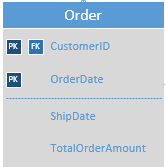 Order
PK FK CustomerID
PK OrderDate
ShipDate
TotalOrderAmount